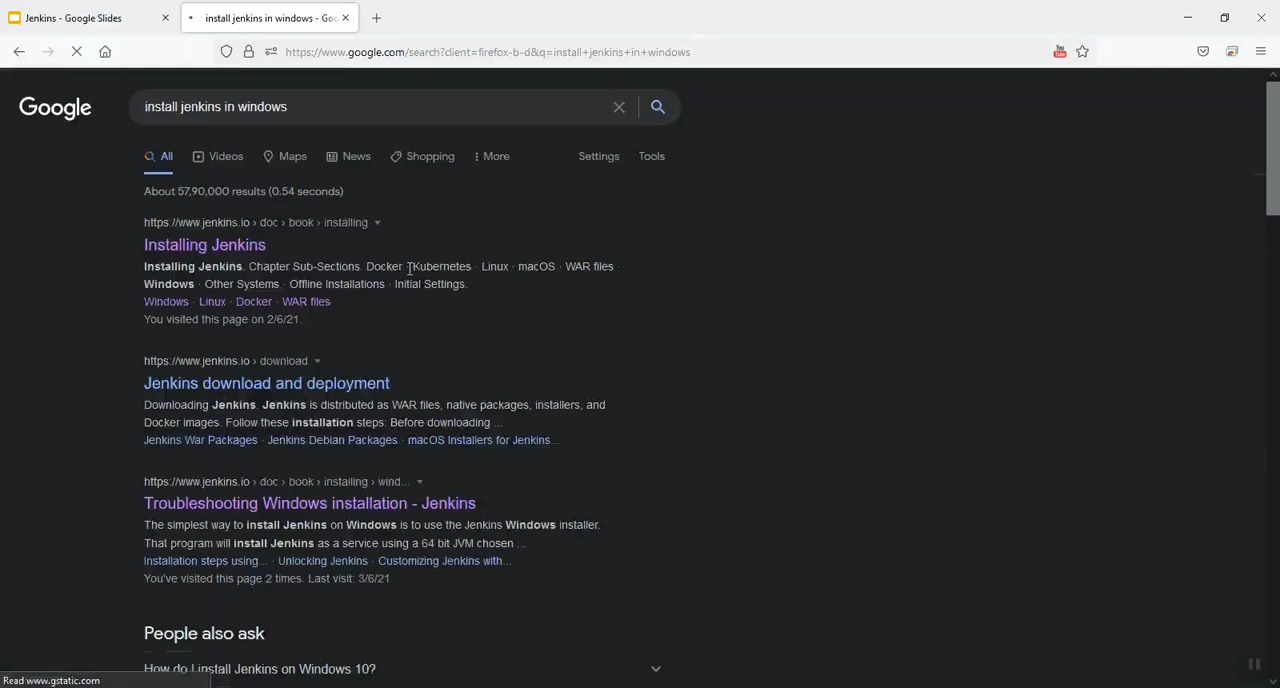 Jenkins - Google Slides
install jenkins in windows - Goo
https://www.google.com/search?client=firefox-b-d&q=install+jenkins+in+windows
Google
install jenkins in windows
All Videos Maps News Shopping More Settings Tools
About 57,90,000 results (0.54 seconds)
https://www.jenkins.io › doc › book › installing
Installing Jenkins
Installing Jenkins. Chapter Sub-Sections. Docker · Kubernetes · Linux · macOS · WAR files ·
Windows · Other Systems · Offline Installations · Initial Settings.
Windows · Linux · Docker · WAR files
You visited this page on 2/6/21.
https://www.jenkins.io › download
Jenkins download and deployment
Downloading Jenkins. Jenkins is distributed as WAR files, native packages, installers, and
Docker images. Follow these installation steps: Before downloading ...
Jenkins War Packages · Jenkins Debian Packages · macOS Installers for Jenkins...
https://www.jenkins.io › doc › book › installing › wind...
Troubleshooting Windows installation - Jenkins
The simplest way to install Jenkins on Windows is to use the Jenkins Windows installer.
That program will install Jenkins as a service using a 64 bit JVM chosen ...
Installation steps using... · Unlocking Jenkins · Customizing Jenkins with...
You've visited this page 2 times. Last visit: 3/6/21
People also ask
How do I install Jenkins on Windows 10?
Read www.gstatic.com